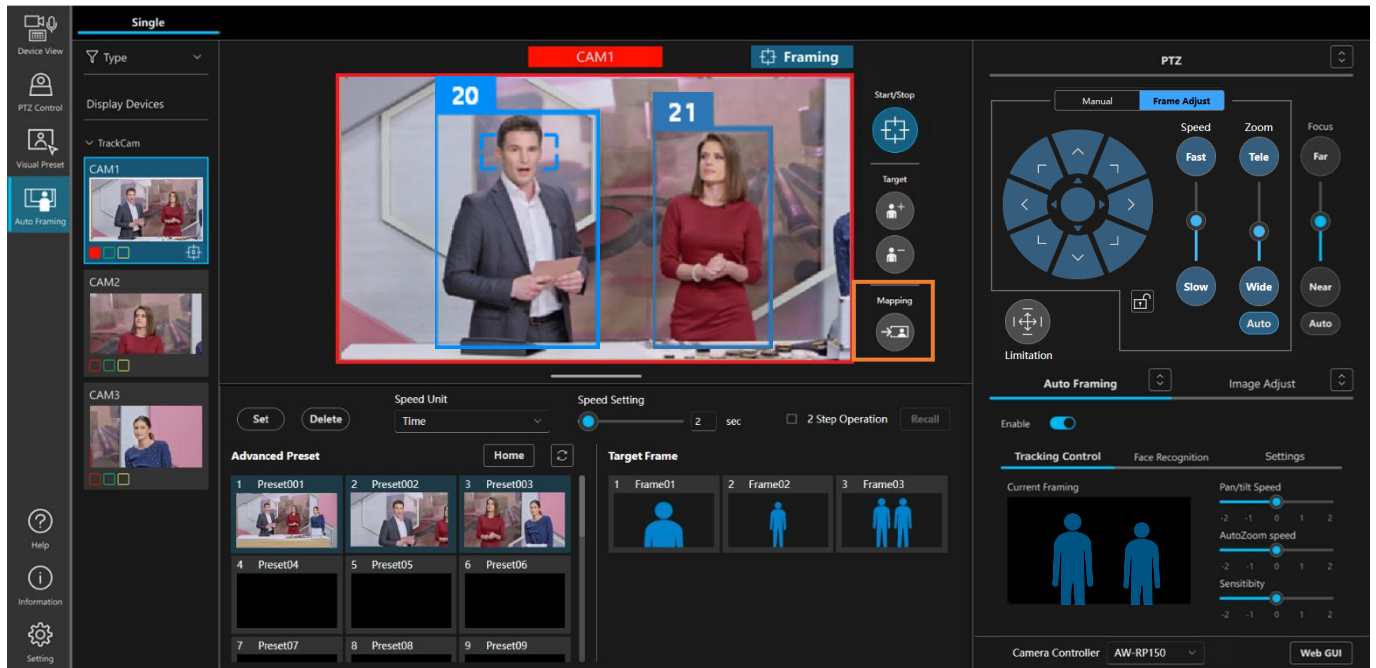 Single
Device View
PTZ Control
Visual Preset
Auto Framing
Help
Information
Setting
Type
Display Devices
TrackCam
CAM1
CAM2
CAM3
CAM1
Framing
20
21
Start/Stop
Target
Mapping
Set
Delete
Speed Unit
Time
Speed Setting
2 sec
2 Step Operation
Recall
Advanced Preset
Home
1 Preset001
2 Preset002
3 Preset003
4 Preset04
5 Preset05
6 Preset06
7 Preset07
8 Preset08
9 Preset09
Target Frame
1 Frame01
2 Frame02
3 Frame03
PTZ
Manual
Frame Adjust
Speed
Zoom
Focus
Fast
Tele
Far
Slow
Wide
Near
Auto
Auto
Limitation
Auto Framing
Image Adjust
Enable
Tracking Control
Face Recognition
Settings
Current Framing
Pan/tilt Speed
-2 -1 0 1 2
AutoZoom speed
-2 -1 0 1 2
Sensitibity
-2 -1 0 1 2
Camera Controller
AW-RP150
Web GUI